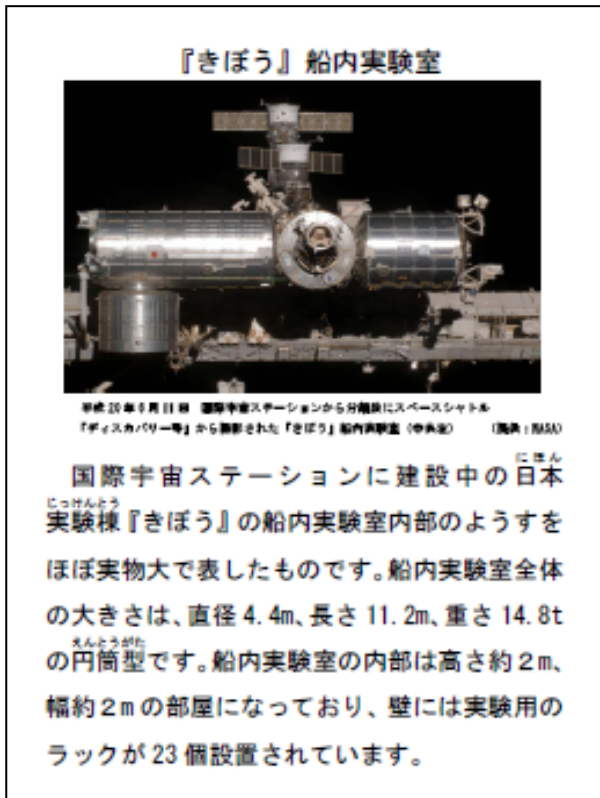 『きぼう』船内実験室
平成20年6月11日 国際宇宙ステーションから分離後にスペースシャトル
「ディスカバリー号」から撮影された「きぼう」船内実験室(中央左) (提供:NASA)
国際宇宙ステーションに建設中の日本
実験棟『きぼう』の船内実験室内部のようすを
ほぼ実物大で表したものです。船内実験室全体
の大きさは、直径4.4m、長さ11.2m、重さ14.8t
の円筒型です。船内実験室の内部は高さ約2m、
幅約2mの部屋になっており、壁には実験用の
ラックが23個設置されています。